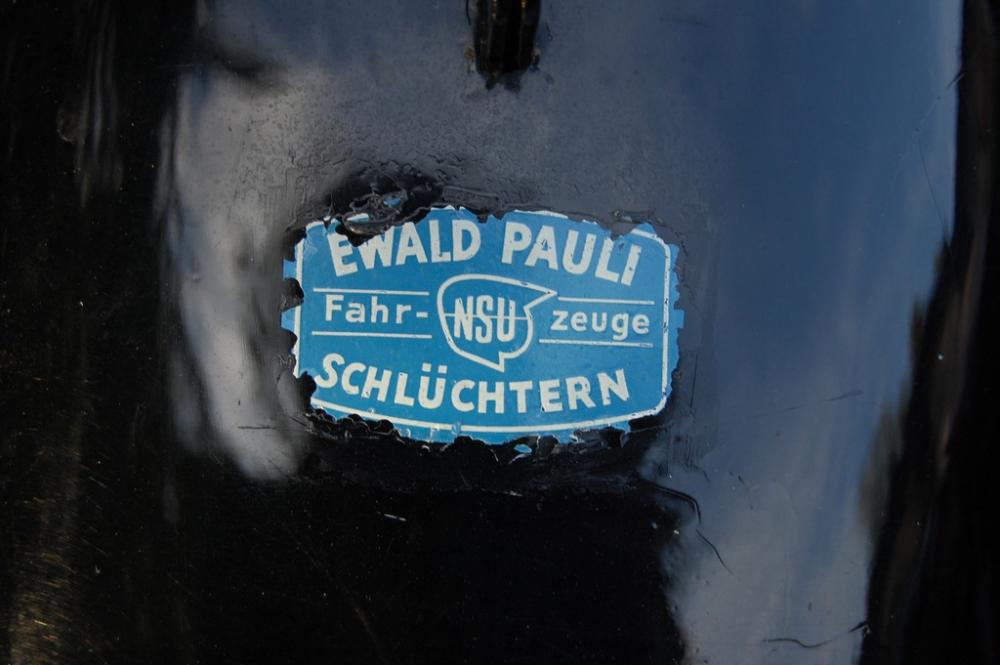 EWALD PAULI
Fahr- NSU zeuge
SCHLÜCHTERN